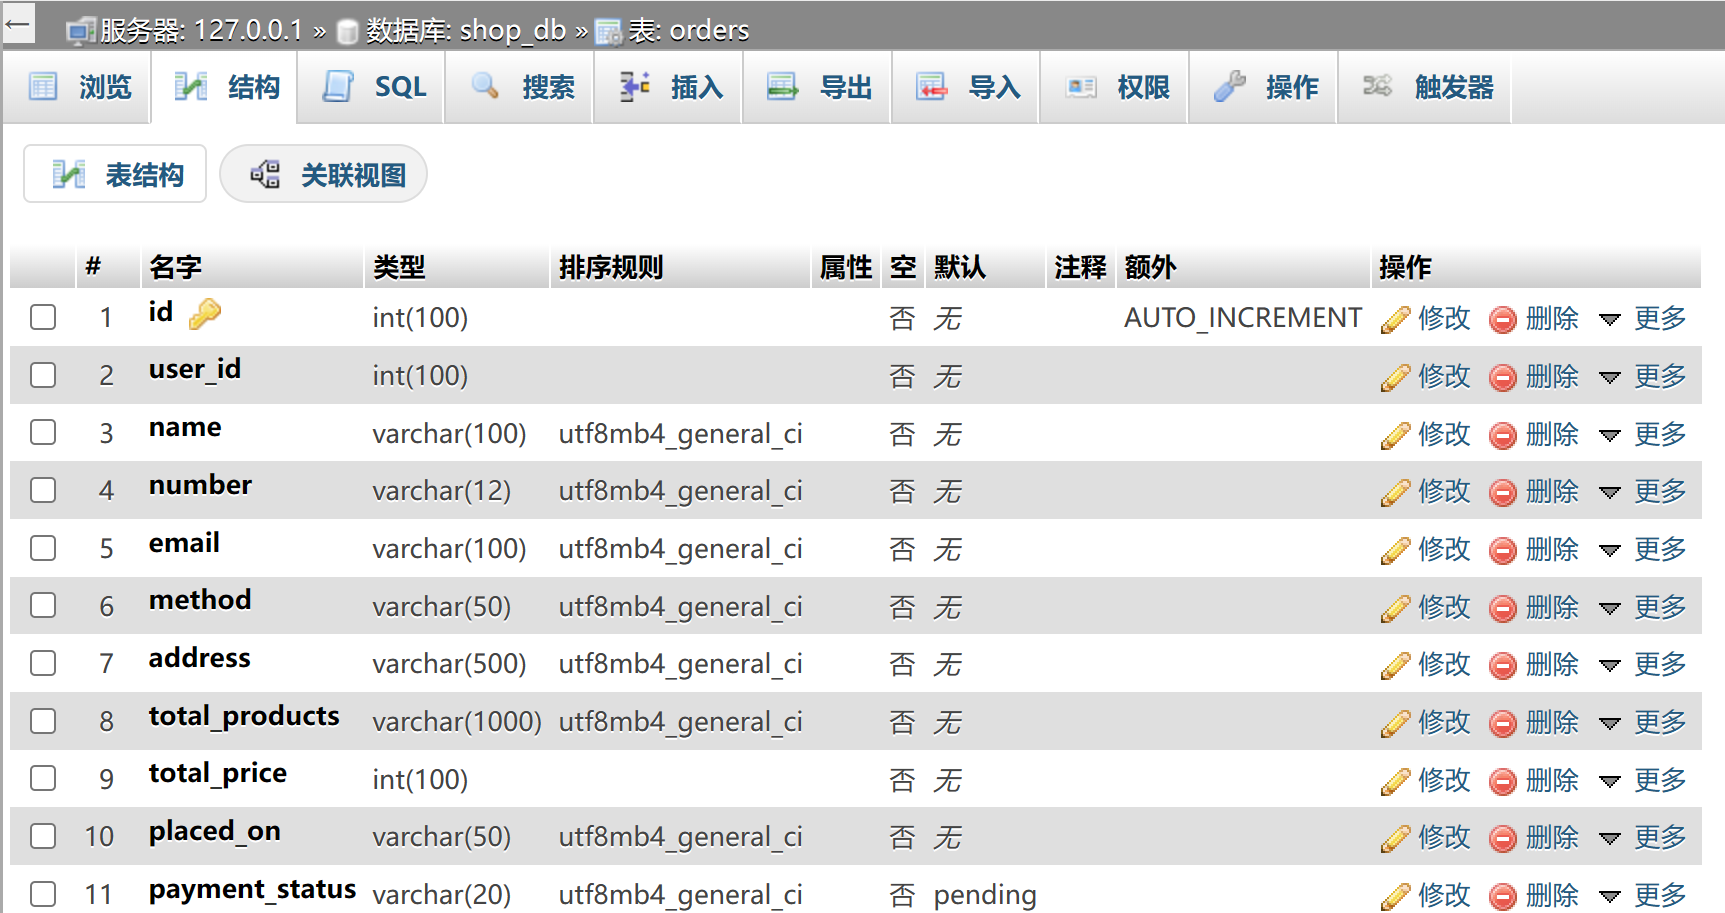 ← 服务器: 127.0.0.1 » 数据库: shop_db » 表: orders
浏览 结构 SQL 搜索 插入 导出 导入 权限 操作 触发器
表结构 关联视图
# 名字 类型 排序规则 属性 空 默认 注释 额外 操作
1 id int(100) 否 无 AUTO_INCREMENT 修改 删除 更多
2 user_id int(100) 否 无 修改 删除 更多
3 name varchar(100) utf8mb4_general_ci 否 无 修改 删除 更多
4 number varchar(12) utf8mb4_general_ci 否 无 修改 删除 更多
5 email varchar(100) utf8mb4_general_ci 否 无 修改 删除 更多
6 method varchar(50) utf8mb4_general_ci 否 无 修改 删除 更多
7 address varchar(500) utf8mb4_general_ci 否 无 修改 删除 更多
8 total_products varchar(1000) utf8mb4_general_ci 否 无 修改 删除 更多
9 total_price int(100) 否 无 修改 删除 更多
10 placed_on varchar(50) utf8mb4_general_ci 否 无 修改 删除 更多
11 payment_status varchar(20) utf8mb4_general_ci 否 pending 修改 删除 更多